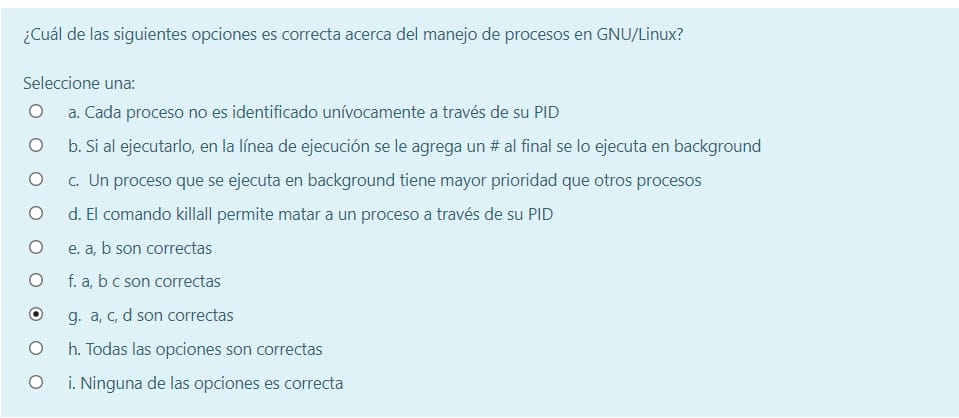 ¿Cuál de las siguientes opciones es correcta acerca del manejo de procesos en GNU/Linux?
Seleccione una:
a. Cada proceso no es identificado unívocamente a través de su PID
b. Si al ejecutarlo, en la línea de ejecución se le agrega un # al final se lo ejecuta en background
c. Un proceso que se ejecuta en background tiene mayor prioridad que otros procesos
d. El comando killall permite matar a un proceso a través de su PID
e. a, b son correctas
f. a, b c son correctas
g. a, c, d son correctas
h. Todas las opciones son correctas
i. Ninguna de las opciones es correcta